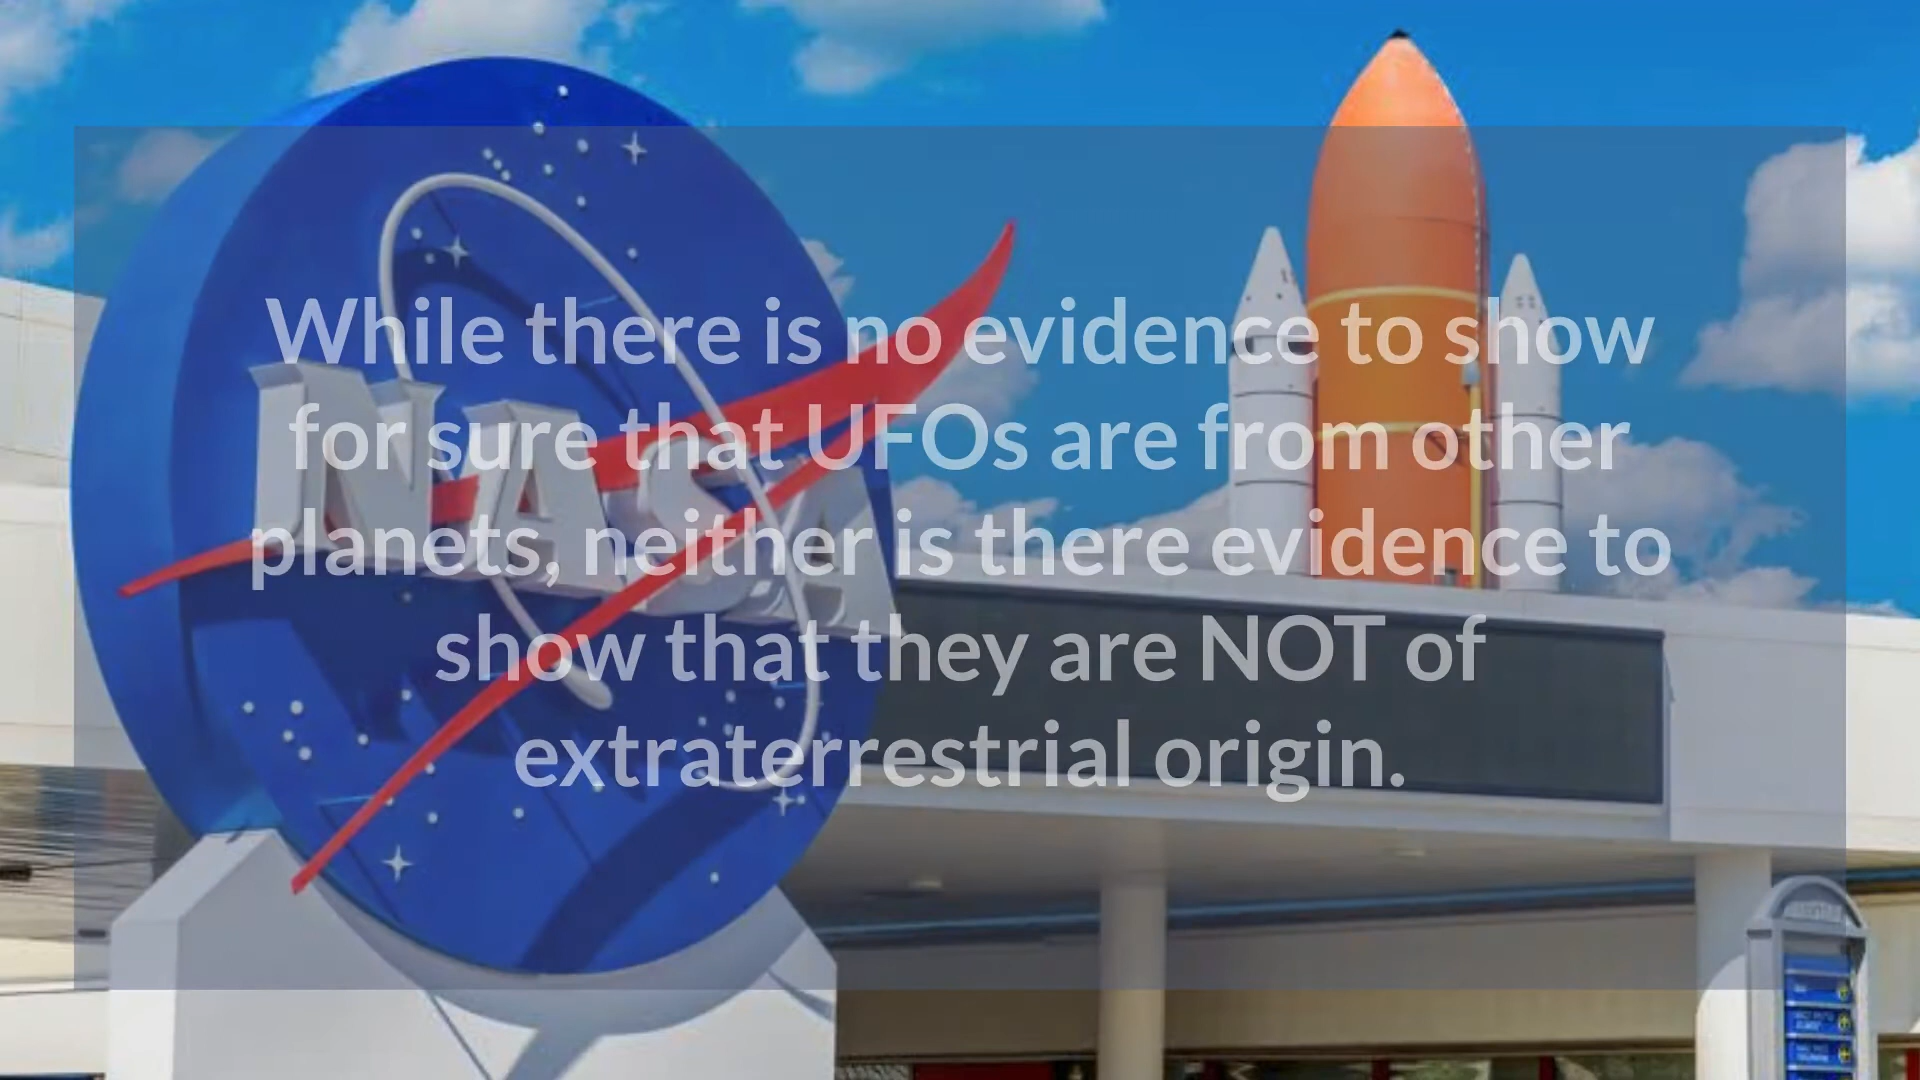 While there is no evidence to show
for sure that UFOs are from other
planets, neither is there evidence to
show that they are NOT of
extraterrestrial origin.
NASA